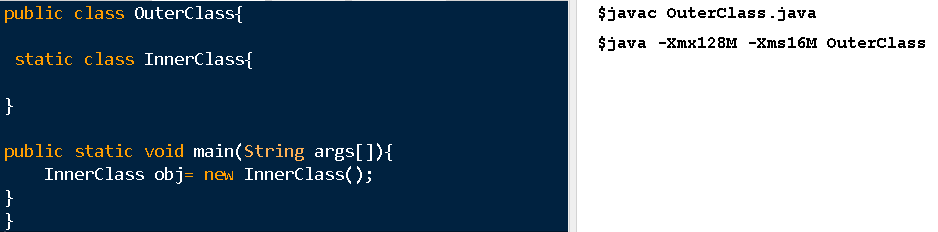 public class OuterClass{
static class InnerClass{
}
public static void main(String args[]){
InnerClass obj= new InnerClass();
}
}
$javac OuterClass.java
$java -Xmx128M -Xms16M OuterClass